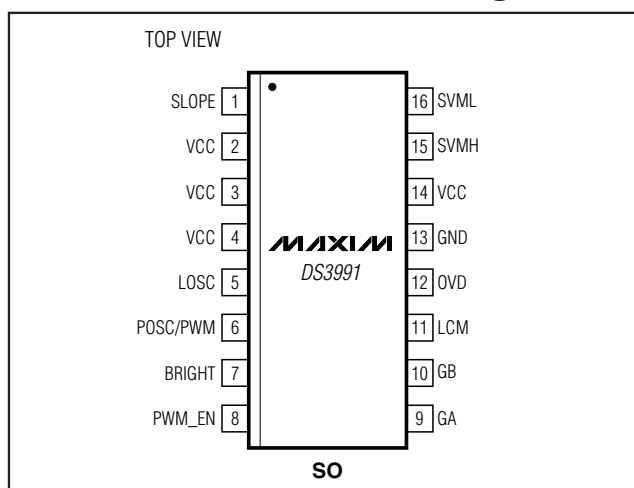 TOP VIEW
SLOPE 1
VCC 2
VCC 3
VCC 4
LOSC 5
POSC/PWM 6
BRIGHT 7
PWM_EN 8
MAXIM
DS3991
16 SVML
15 SVMH
14 VCC
13 GND
12 OVD
11 LCM
10 GB
9 GA
SO